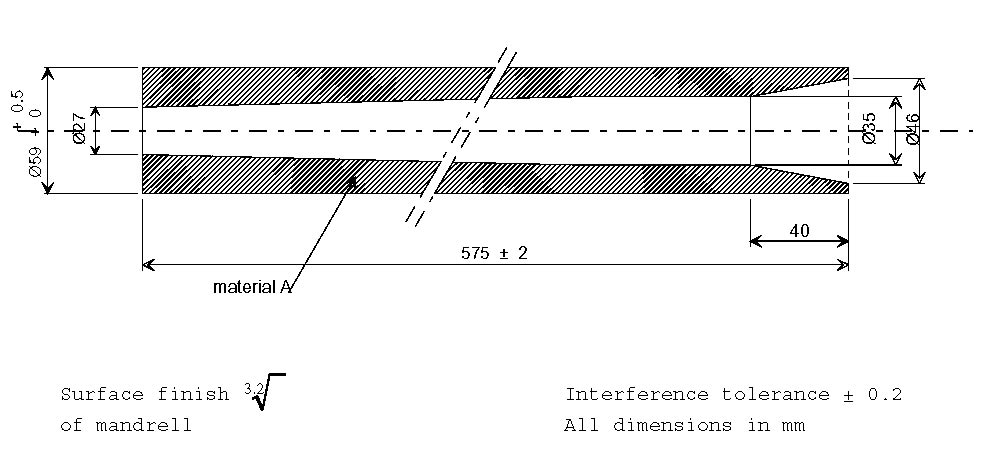 Ø59 + 0.5 + 0
Ø27
Ø35
Ø46
40
575 ± 2
material A
Surface finish 3.2
of mandrell
Interference tolerance ± 0.2
All dimensions in mm